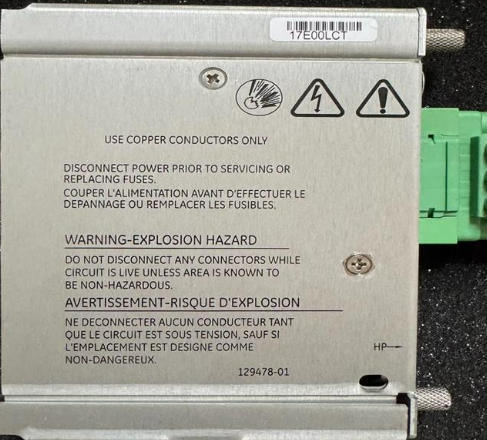 17E00LCT
USE COPPER CONDUCTORS ONLY
DISCONNECT POWER PRIOR TO SERVICING OR
REPLACING FUSES.
COUPER L'ALIMENTATION AVANT D'EFFECTUER LE
DEPANNAGE OU REMPLACER LES FUSIBLES.
WARNING-EXPLOSION HAZARD
DO NOT DISCONNECT ANY CONNECTORS WHILE
CIRCUIT IS LIVE UNLESS AREA IS KNOWN TO
BE NON-HAZARDOUS.
AVERTISSEMENT-RISQUE D'EXPLOSION
NE DECONNECTER AUCUN CONDUCTEUR TANT
QUE LE CIRCUIT EST SOUS TENSION, SAUF SI
L'EMPLACEMENT EST DESIGNE COMME
NON-DANGEREUX.
HP
129478-01